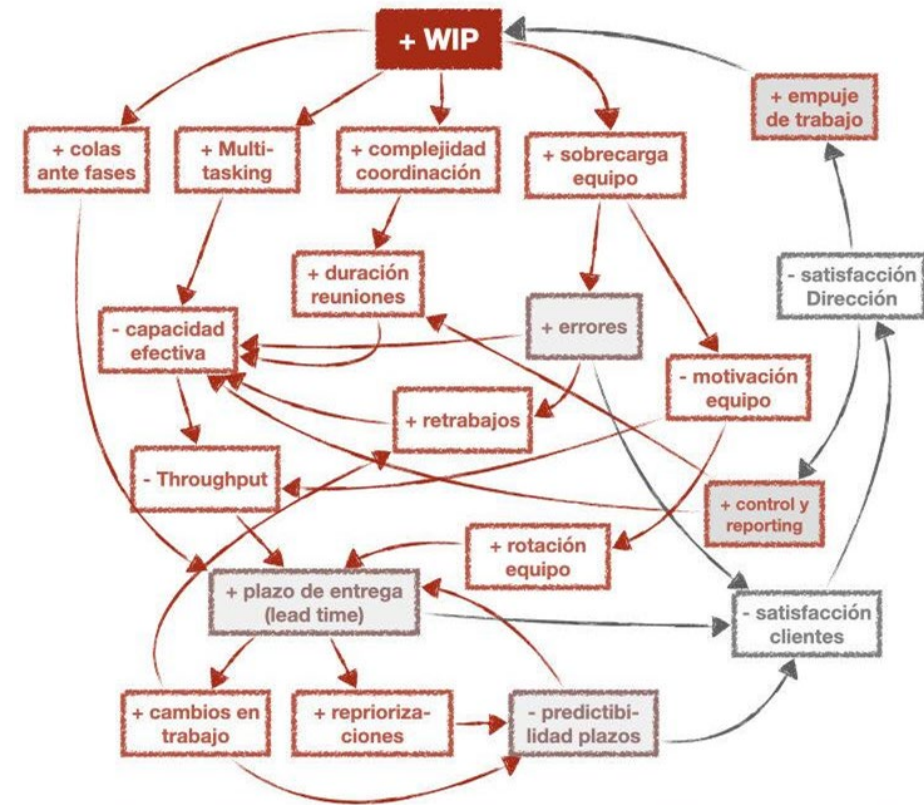 + WIP
+ empuje
de trabajo
+ colas
ante fases
+ Multi-
tasking
+ complejidad
coordinación
+ sobrecarga
equipo
- satisfacción
Dirección
+ duración
reuniones
- capacidad
efectiva
+ errores
- motivación
equipo
+ retrabajos
- Throughput
+ control y
reporting
+ rotación
equipo
+ plazo de entrega
(lead time)
- satisfacción
clientes
+ cambios en
trabajo
+ reprioriza-
ciones
- predictibi-
lidad plazos